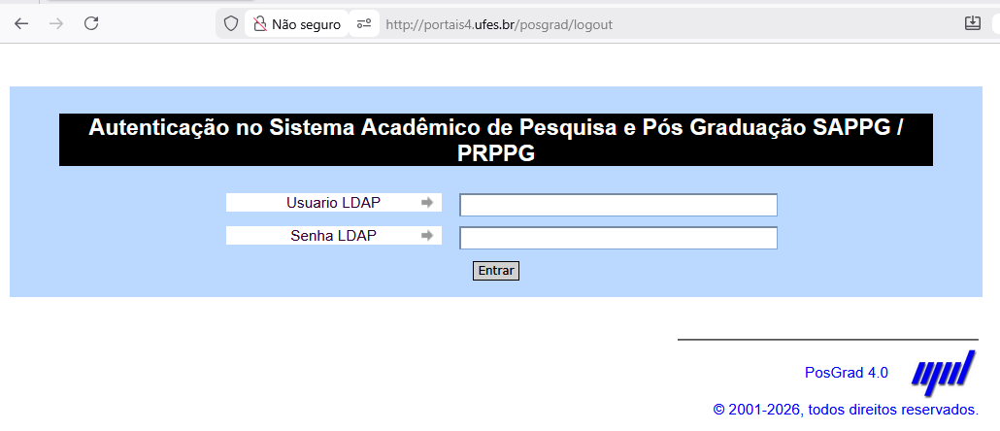 Não seguro
http://portais4.ufes.br/posgrad/logout
Autenticação no Sistema Acadêmico de Pesquisa e Pós Graduação SAPPG /
PRPPG
Usuario LDAP
Senha LDAP
Entrar
PosGrad 4.0
© 2001-2026, todos direitos reservados.